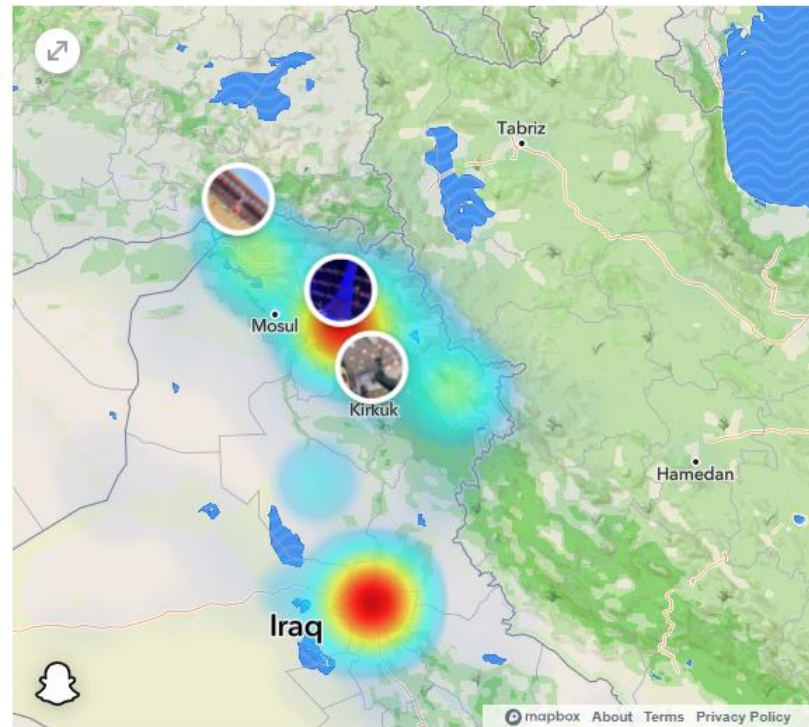 Tabriz
Mosul
Kirkuk
Hamedan
Iraq
mapbox About Terms Privacy Policy